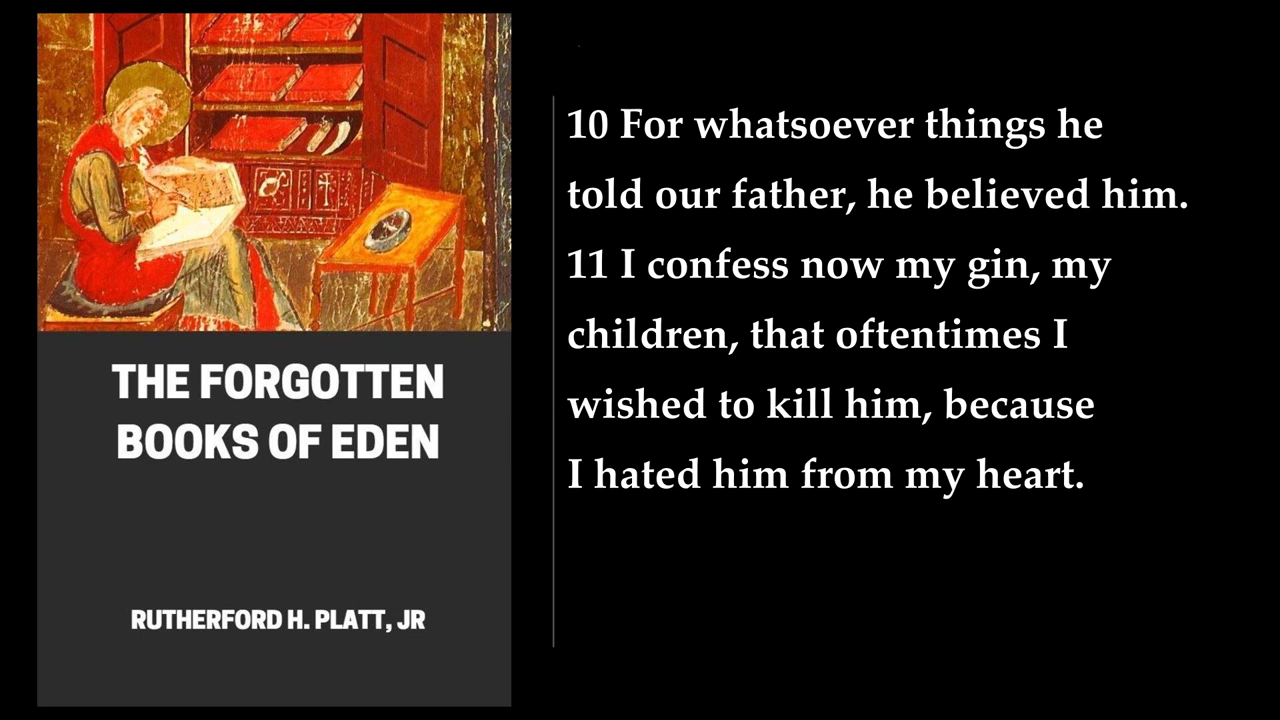 THE FORGOTTEN
BOOKS OF EDEN
RUTHERFORD H. PLATT, JR
10 For whatsoever things he
told our father, he believed him.
11 I confess now my gin, my
children, that oftentimes I
wished to kill him, because
I hated him from my heart.